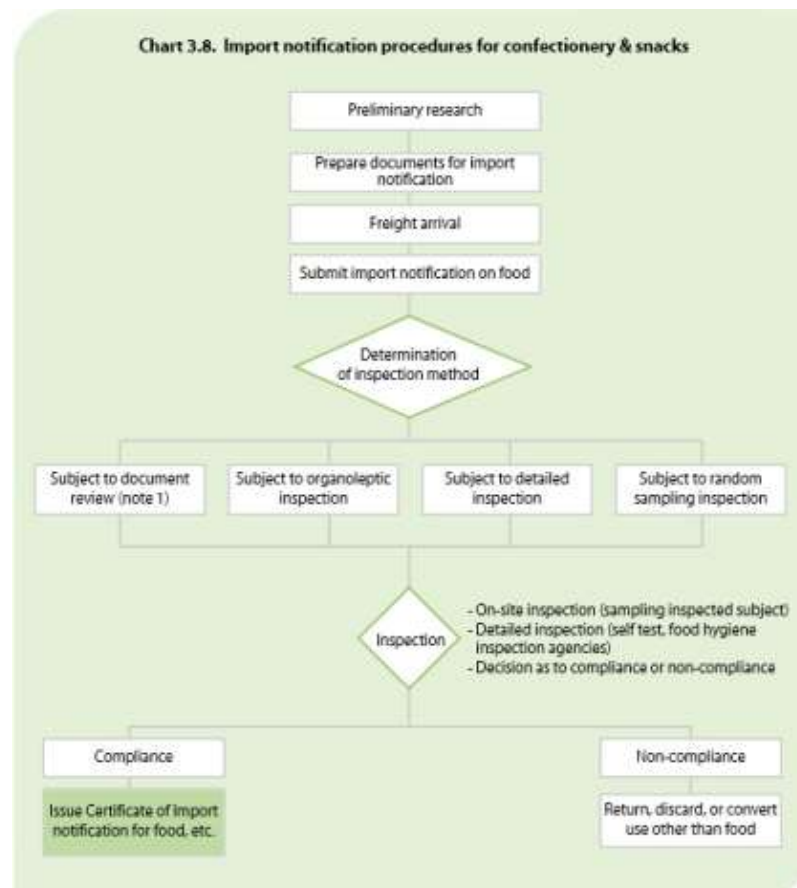 Chart 3.8. Import notification procedures for confectionery & snacks
Preliminary research
Prepare documents for import
notification
Freight arrival
Submit import notification on food
Determination
of inspection method
Subject to document
review (note 1)
Subject to organoleptic
inspection
Subject to detailed
inspection
Subject to random
sampling inspection
Inspection
- On-site inspection (sampling inspected subject)
- Detailed inspection (self test, food hygiene
inspection agencies)
- Decision as to compliance or non-compliance
Compliance
Issue Certificate of import
notification for food, etc.
Non-compliance
Return, discard, or convert
use other than food